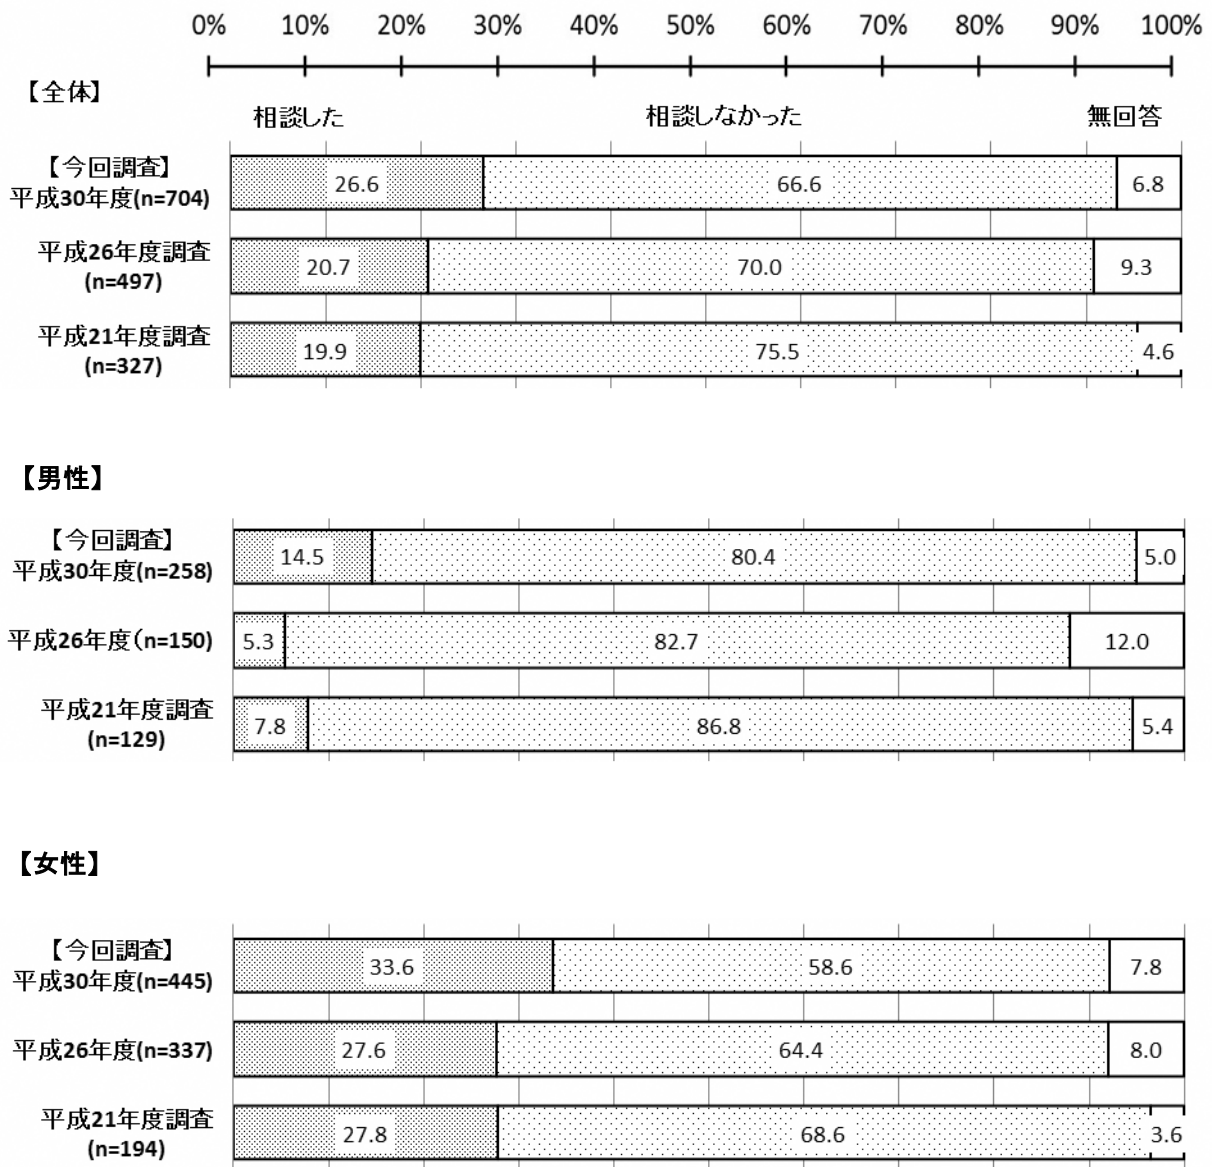 0% 10% 20% 30% 40% 50% 60% 70% 80% 90% 100%
【全体】
相談した 相談しなかった 無回答
【今回調査】
平成30年度(n=704)
26.6 66.6 6.8
平成26年度調査
(n=497)
20.7 70.0 9.3
平成21年度調査
(n=327)
19.9 75.5 4.6
【男性】
【今回調査】
平成30年度(n=258)
14.5 80.4 5.0
平成26年度(n=150)
5.3 82.7 12.0
平成21年度調査
(n=129)
7.8 86.8 5.4
【女性】
【今回調査】
平成30年度(n=445)
33.6 58.6 7.8
平成26年度(n=337)
27.6 64.4 8.0
平成21年度調査
(n=194)
27.8 68.6 3.6